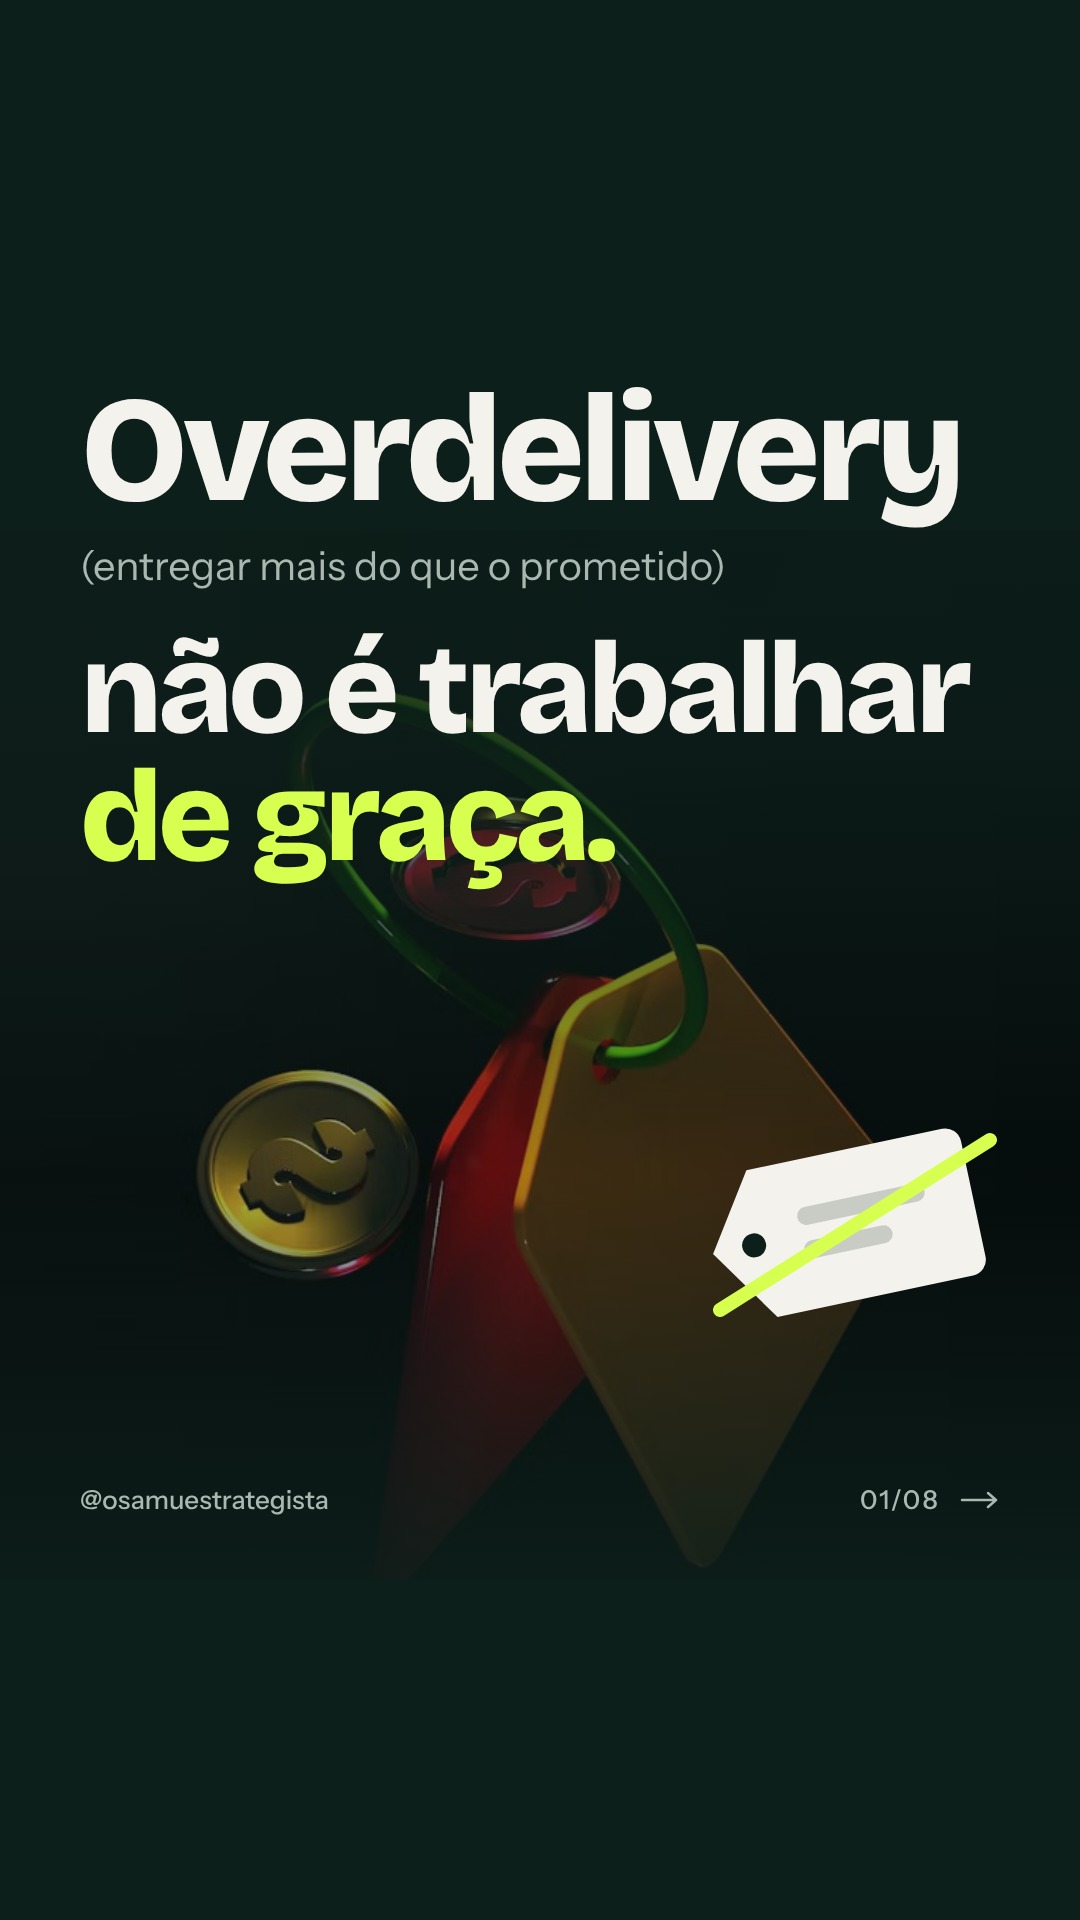 Overdelivery
(entregar mais do que o prometido)
não é trabalhar
de graça.
@osamuestrategista
01/08 →